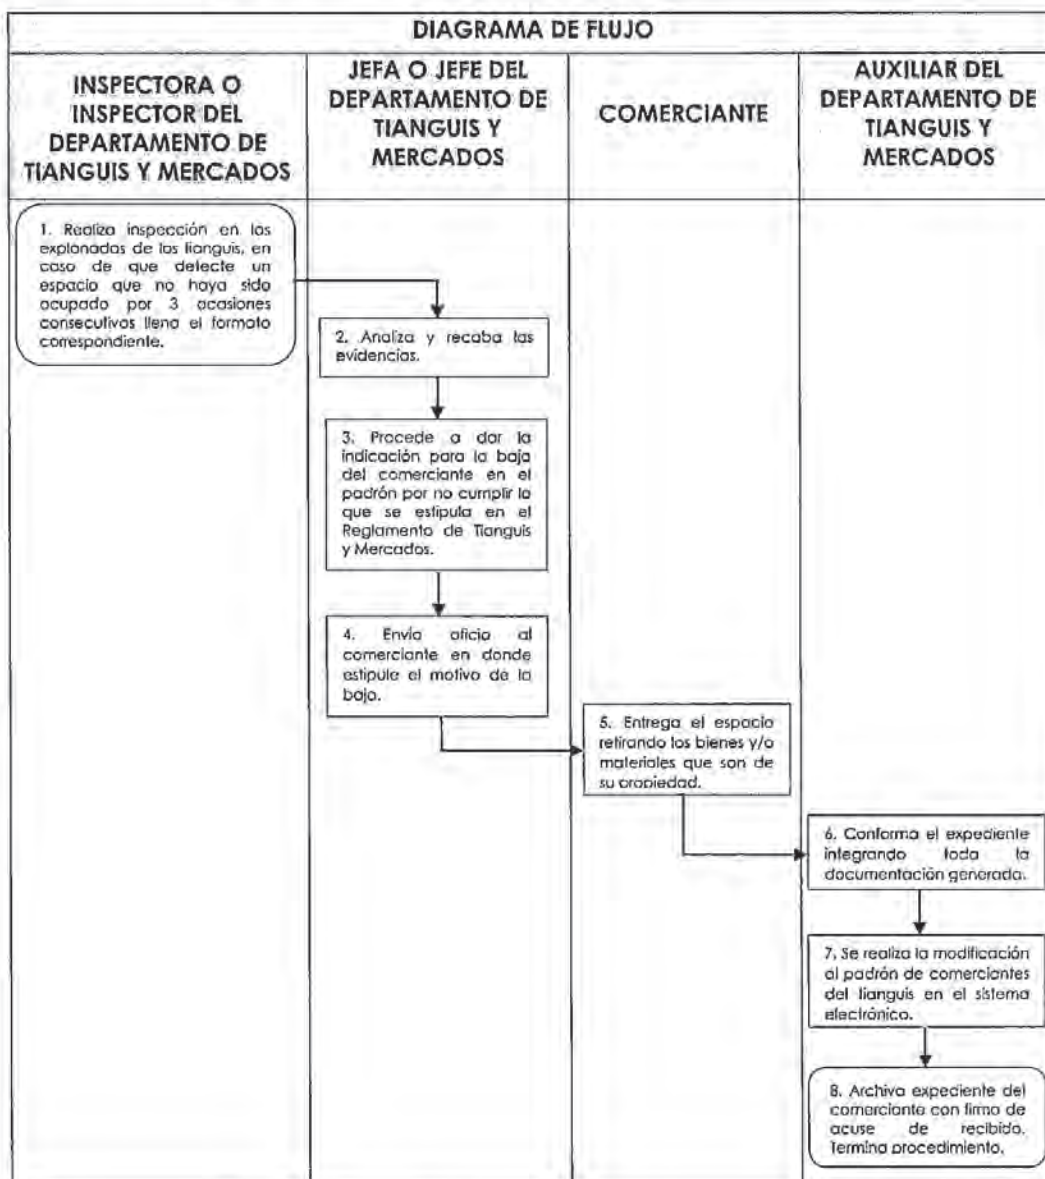 DIAGRAMA DE FLUJO
INSPECTORA O
INSPECTOR DEL
DEPARTAMENTO DE
TIANGUIS Y MERCADOS
JEFA O JEFE DEL
DEPARTAMENTO DE
TIANGUIS Y
MERCADOS
COMERCIANTE
AUXILIAR DEL
DEPARTAMENTO DE
TIANGUIS Y
MERCADOS
1. Realiza inspección en las
explanadas de los tianguis, en
caso de que detecte un
espacio que no haya sido
ocupado por 3 ocasiones
consecutivas llena el formato
correspondiente.
2. Analiza y recaba las
evidencias.
3. Procede a dar la
indicación para la baja
del comerciante en el
padrón por no cumplir lo
que se estipula en el
Reglamento de Tianguis
y Mercados.
4. Envía oficio al
comerciante en donde
estipule el motivo de la
baja.
5. Entrega el espacio
retirando los bienes y/o
materiales que son de
su propiedad.
6. Conforma el expediente
integrando toda la
documentación generada.
7. Se realiza la modificación
al padrón de comerciantes
del tianguis en el sistema
electrónico.
8. Archiva expediente del
comerciante con firma de
acuse de recibido.
Termina procedimiento.